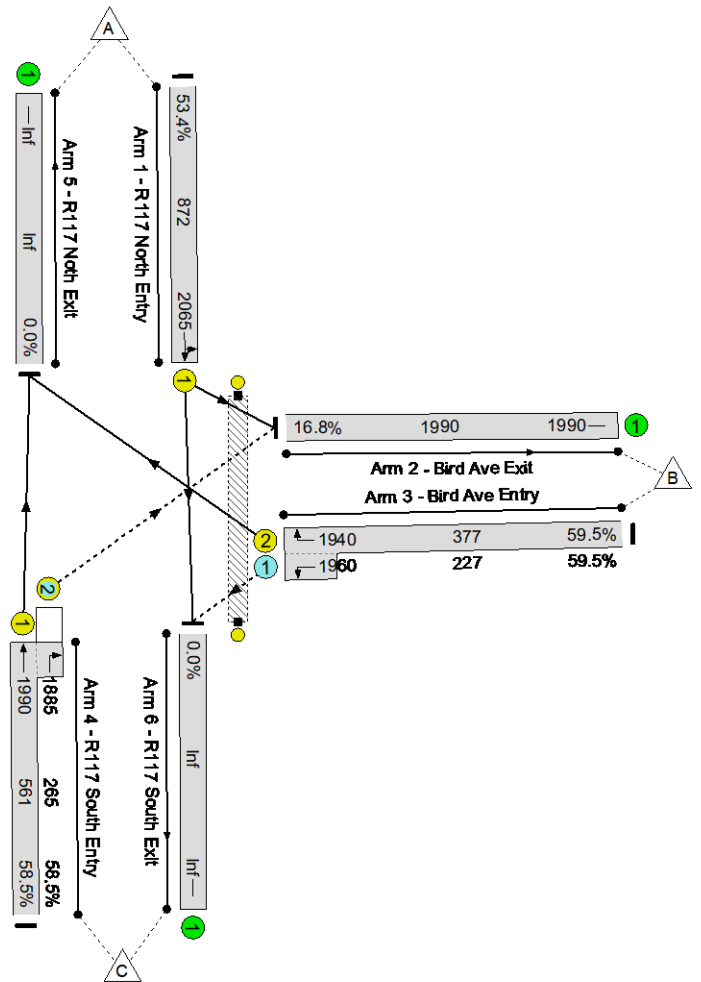 A
1
— Inf Inf 0.0%
Arm 5 - R117 Noth Exit
Arm 1 - R117 North Entry
53.4% 872 2065
1
16.8% 1990 1990
1
Arm 2 - Bird Ave Exit
Arm 3 - Bird Ave Entry
B
2
1940 377 59.5%
1
1960 227 59.5%
2
1
1885 265 58.5%
1990 561 58.5%
Arm 4 - R117 South Entry
Arm 6 - R117 South Exit
0.0% Inf Inf —
1
C